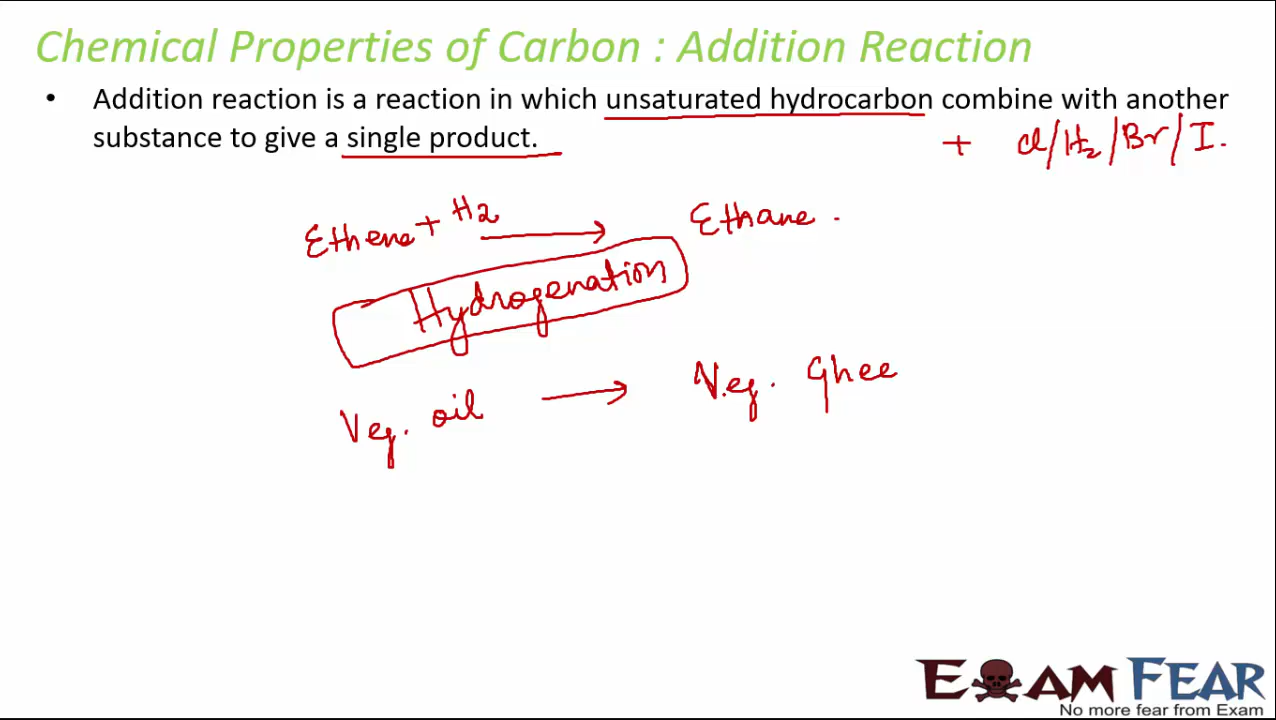 Chemical Properties of Carbon : Addition Reaction
• Addition reaction is a reaction in which unsaturated hydrocarbon combine with another
substance to give a single product.
+ Cl/H2/Br/I.
Ethene + H2 → Ethane.
Hydrogenation
Veg. oil → Veg. Ghee
EXAM FEAR
No more fear from Exam